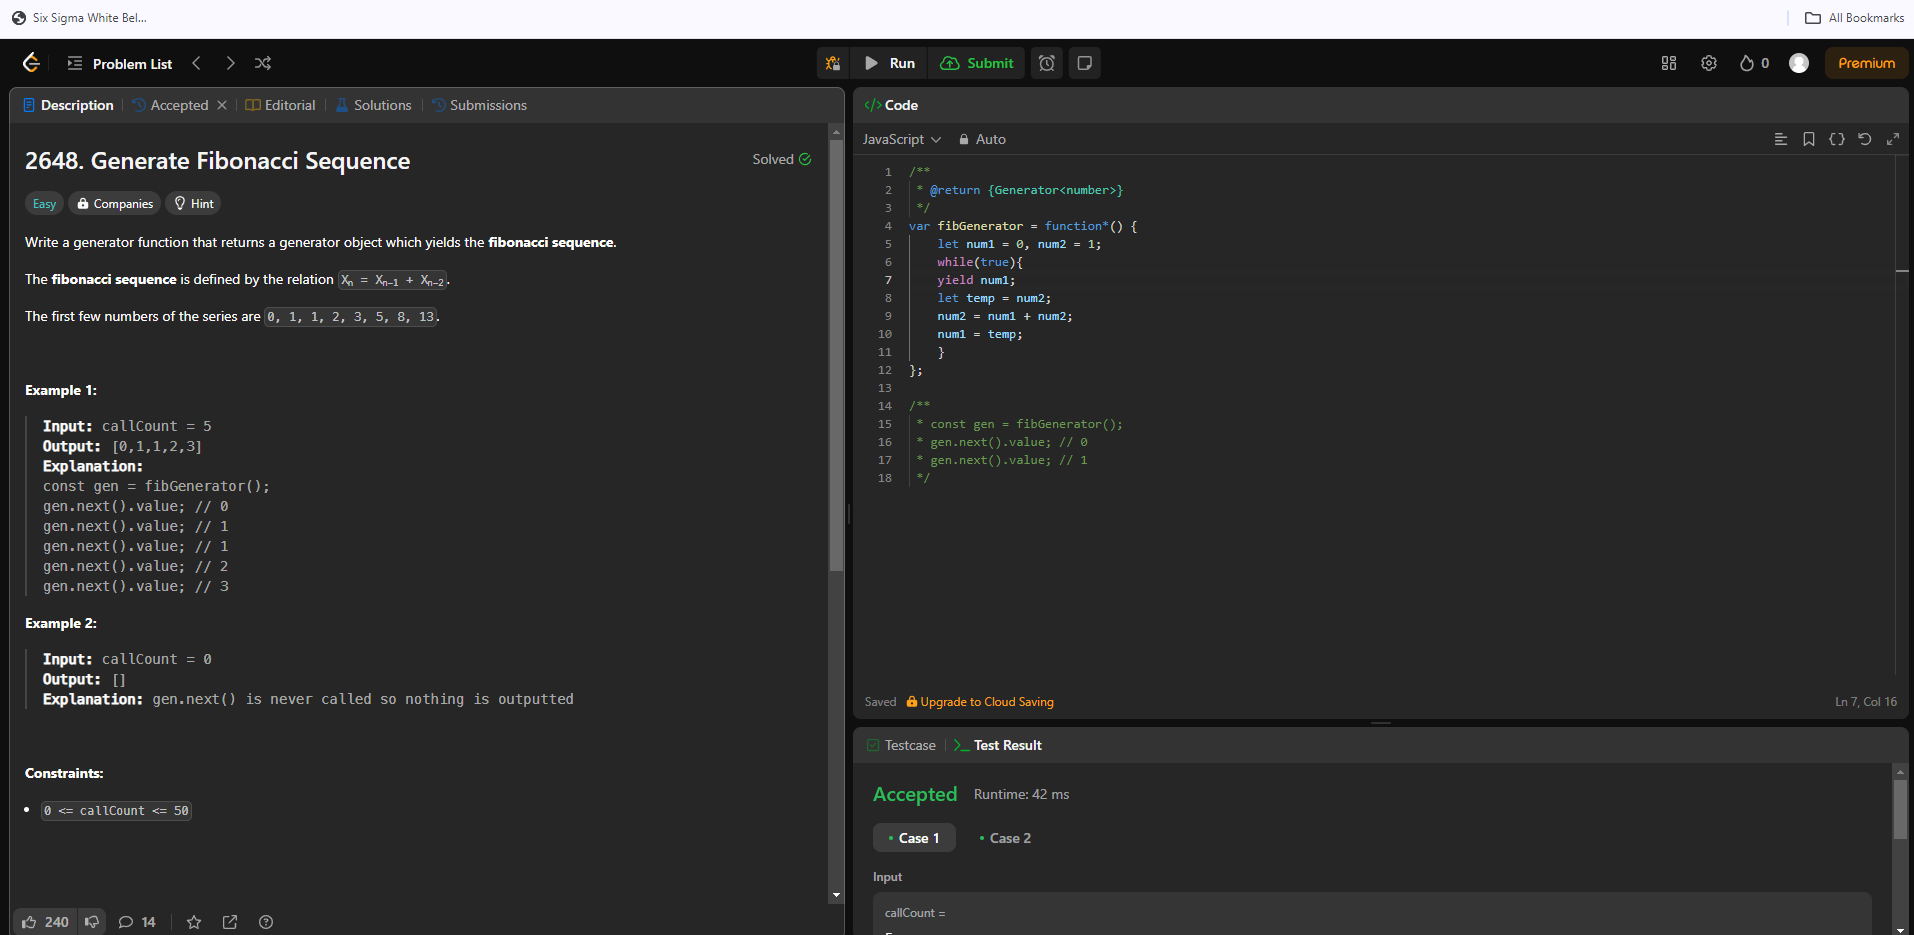 Six Sigma White Bel...
All Bookmarks
Problem List
Run
Submit
0
Premium
Description
Accepted
Editorial
Solutions
Submissions
2648. Generate Fibonacci Sequence
Solved
Easy
Companies
Hint
Write a generator function that returns a generator object which yields the fibonacci sequence.
The fibonacci sequence is defined by the relation Xn = Xn-1 + Xn-2.
The first few numbers of the series are 0, 1, 1, 2, 3, 5, 8, 13.
Example 1:
Input: callCount = 5
Output: [0,1,1,2,3]
Explanation:
const gen = fibGenerator();
gen.next().value; // 0
gen.next().value; // 1
gen.next().value; // 1
gen.next().value; // 2
gen.next().value; // 3
Example 2:
Input: callCount = 0
Output: []
Explanation: gen.next() is never called so nothing is outputted
Constraints:
• 0 <= callCount <= 50
240
14
</> Code
JavaScript
Auto
1 /**
2 * @return {Generator<number>}
3 */
4 var fibGenerator = function*() {
5 let num1 = 0, num2 = 1;
6 while(true){
7 yield num1;
8 let temp = num2;
9 num2 = num1 + num2;
10 num1 = temp;
11 }
12 };
13
14 /**
15 * const gen = fibGenerator();
16 * gen.next().value; // 0
17 * gen.next().value; // 1
18 */
Saved
Upgrade to Cloud Saving
Ln 7, Col 16
Testcase
Test Result
Accepted
Runtime: 42 ms
• Case 1
• Case 2
Input
callCount =